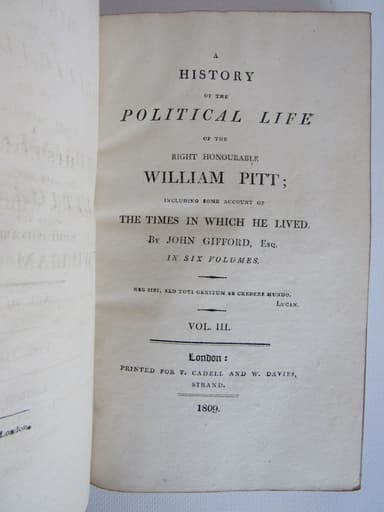 A
HISTORY
OF THE
POLITICAL LIFE
OF THE
RIGHT HONOURABLE
WILLIAM PITT;
INCLUDING SOME ACCOUNT OF
THE TIMES IN WHICH HE LIVED.
By JOHN GIFFORD, Esq.
IN SIX VOLUMES.
NEC SIBI, SED TOTI GENITUM SE CREDERE MUNDO.
Lucan.
VOL. III.
London:
PRINTED FOR T. CADELL AND W. DAVIES,
STRAND.
1809.
London.